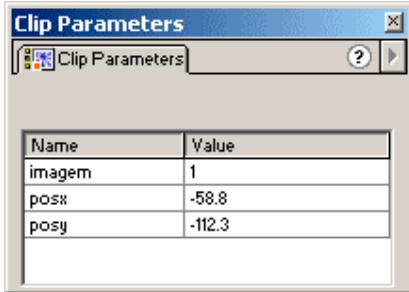 Clip Parameters
Clip Parameters ?
Name Value
imagem 1
posx -58.8
posy -112.3